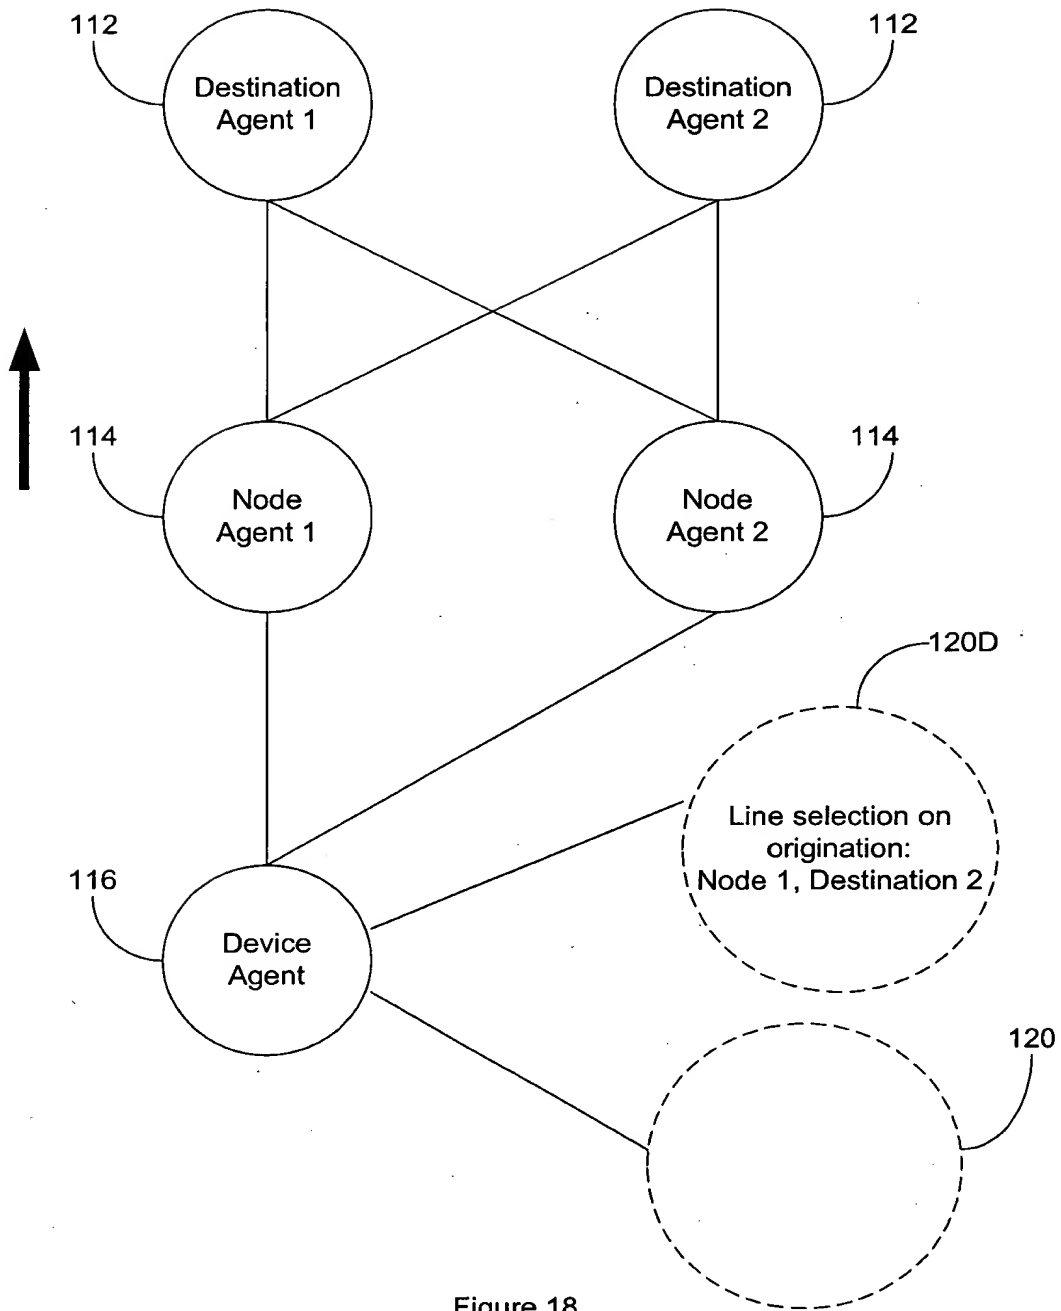 112
112
Destination
Agent 1
Destination
Agent 2
114
114
Node
Agent 1
Node
Agent 2
120D
Line selection on
origination:
Node 1, Destination 2
116
Device
Agent
120
Figure 18